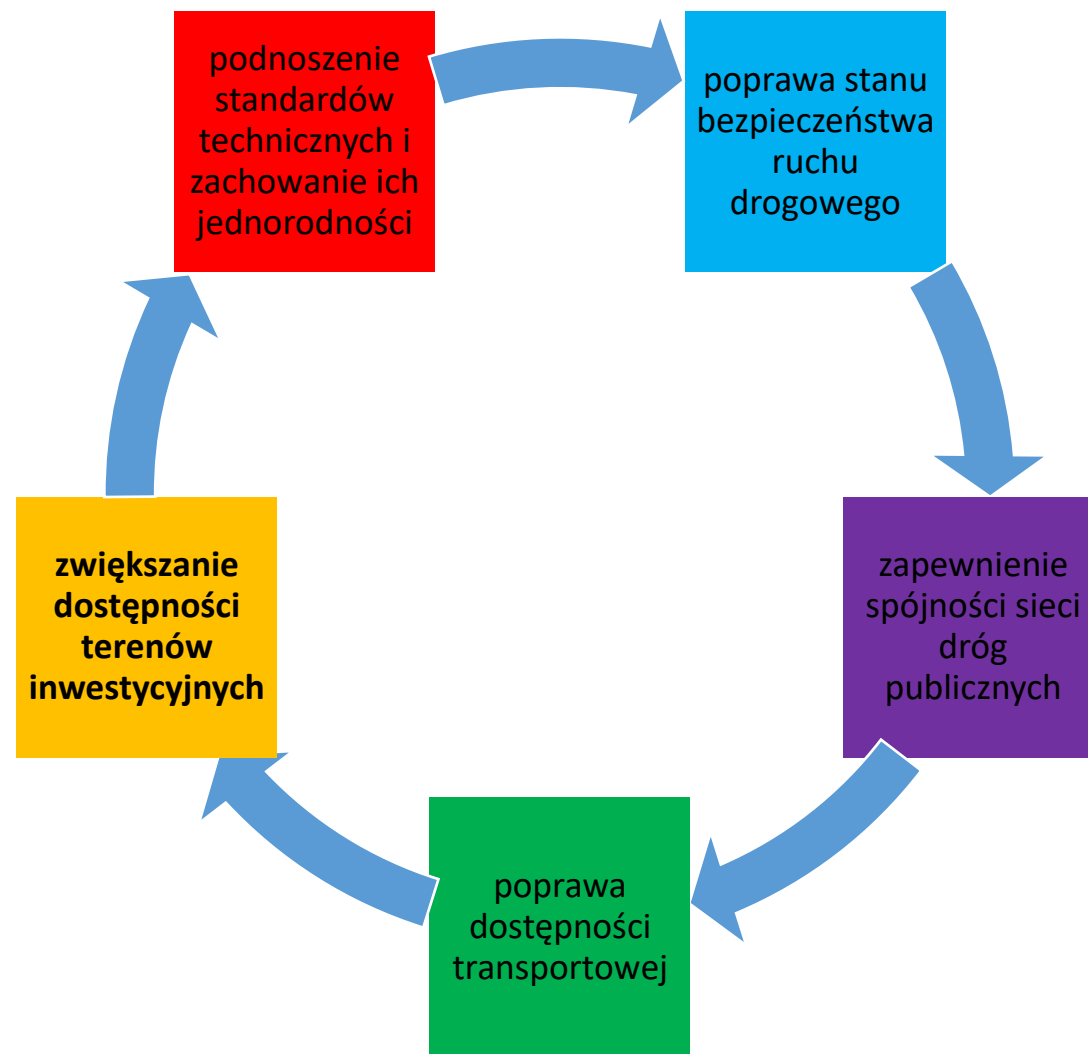 podnoszenie
standardów
technicznych i
zachowanie ich
jednorodności
poprawa stanu
bezpieczeństwa
ruchu
drogowego
zapewnienie
spójności sieci
dróg
publicznych
poprawa
dostępności
transportowej
zwiększanie
dostępności
terenów
inwestycyjnych